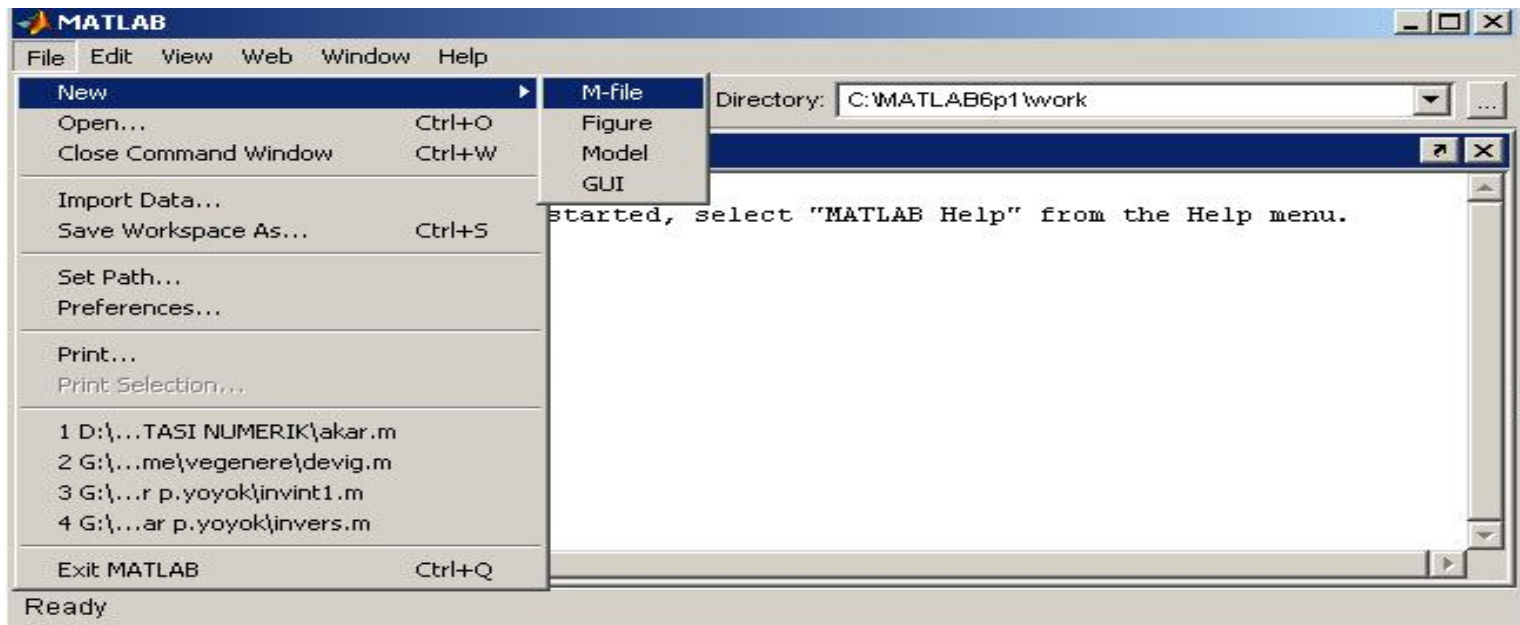 MATLAB
File Edit View Web Window Help
New M-file Directory: C:\MATLAB6p1\work ...
Open... Ctrl+O Figure
Close Command Window Ctrl+W Model
GUI
Import Data...
started, select "MATLAB Help" from the Help menu.
Save Workspace As... Ctrl+S
Set Path...
Preferences...
Print...
Print Selection...
1 D:\...TASI NUMERIK\akar.m
2 G:\...me\vegenere\devig.m
3 G:\...r p.yoyok\invint1.m
4 G:\...ar p.yoyok\invers.m
Exit MATLAB Ctrl+Q
Ready